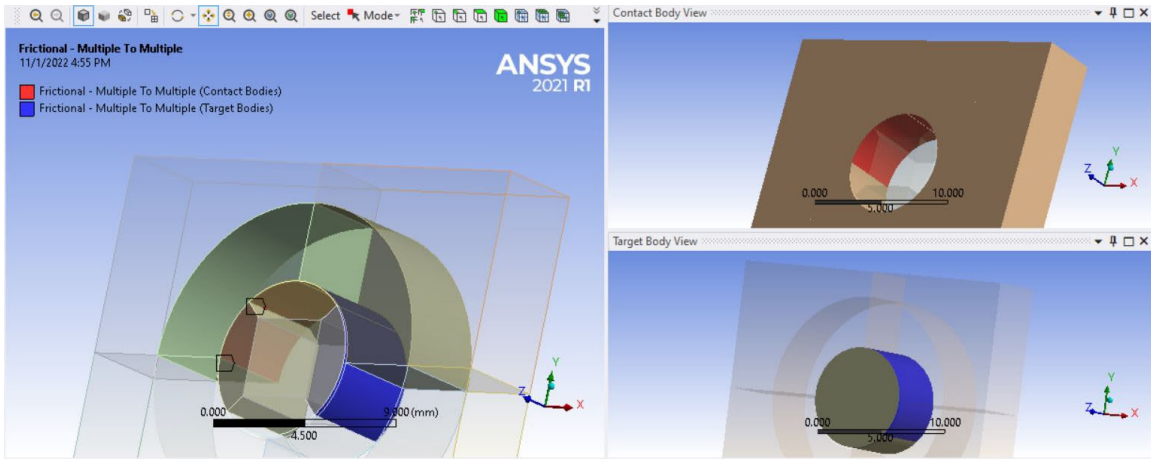 Select Mode
Frictional - Multiple To Multiple
11/1/2022 4:55 PM
Frictional - Multiple To Multiple (Contact Bodies)
Frictional - Multiple To Multiple (Target Bodies)
ANSYS
2021 R1
0.000
9.000 (mm)
4.500
Y
Z
X
Contact Body View
0.000
10.000
5.000
Y
Z
X
Target Body View
0.000
10.000
5.000
Y
Z
X